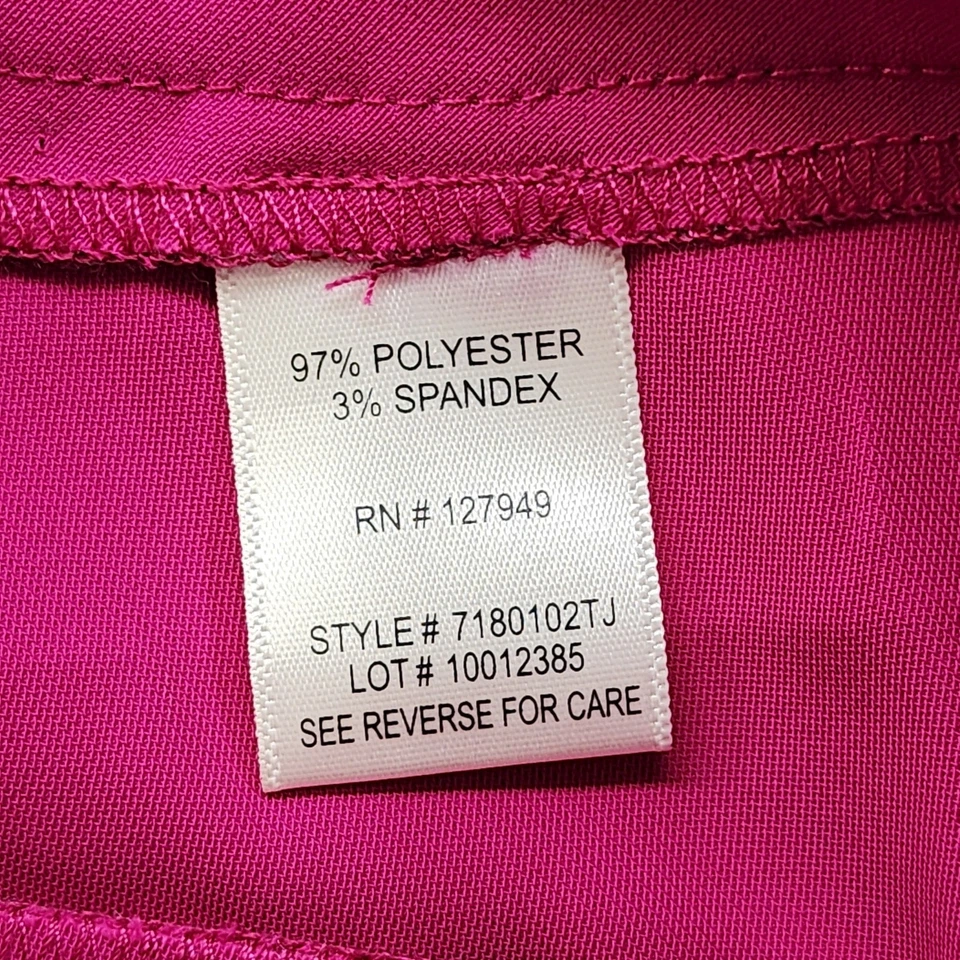 97% POLYESTER
3% SPANDEX
RN # 127949
STYLE # 7180102TJ
LOT # 10012385
SEE REVERSE FOR CARE